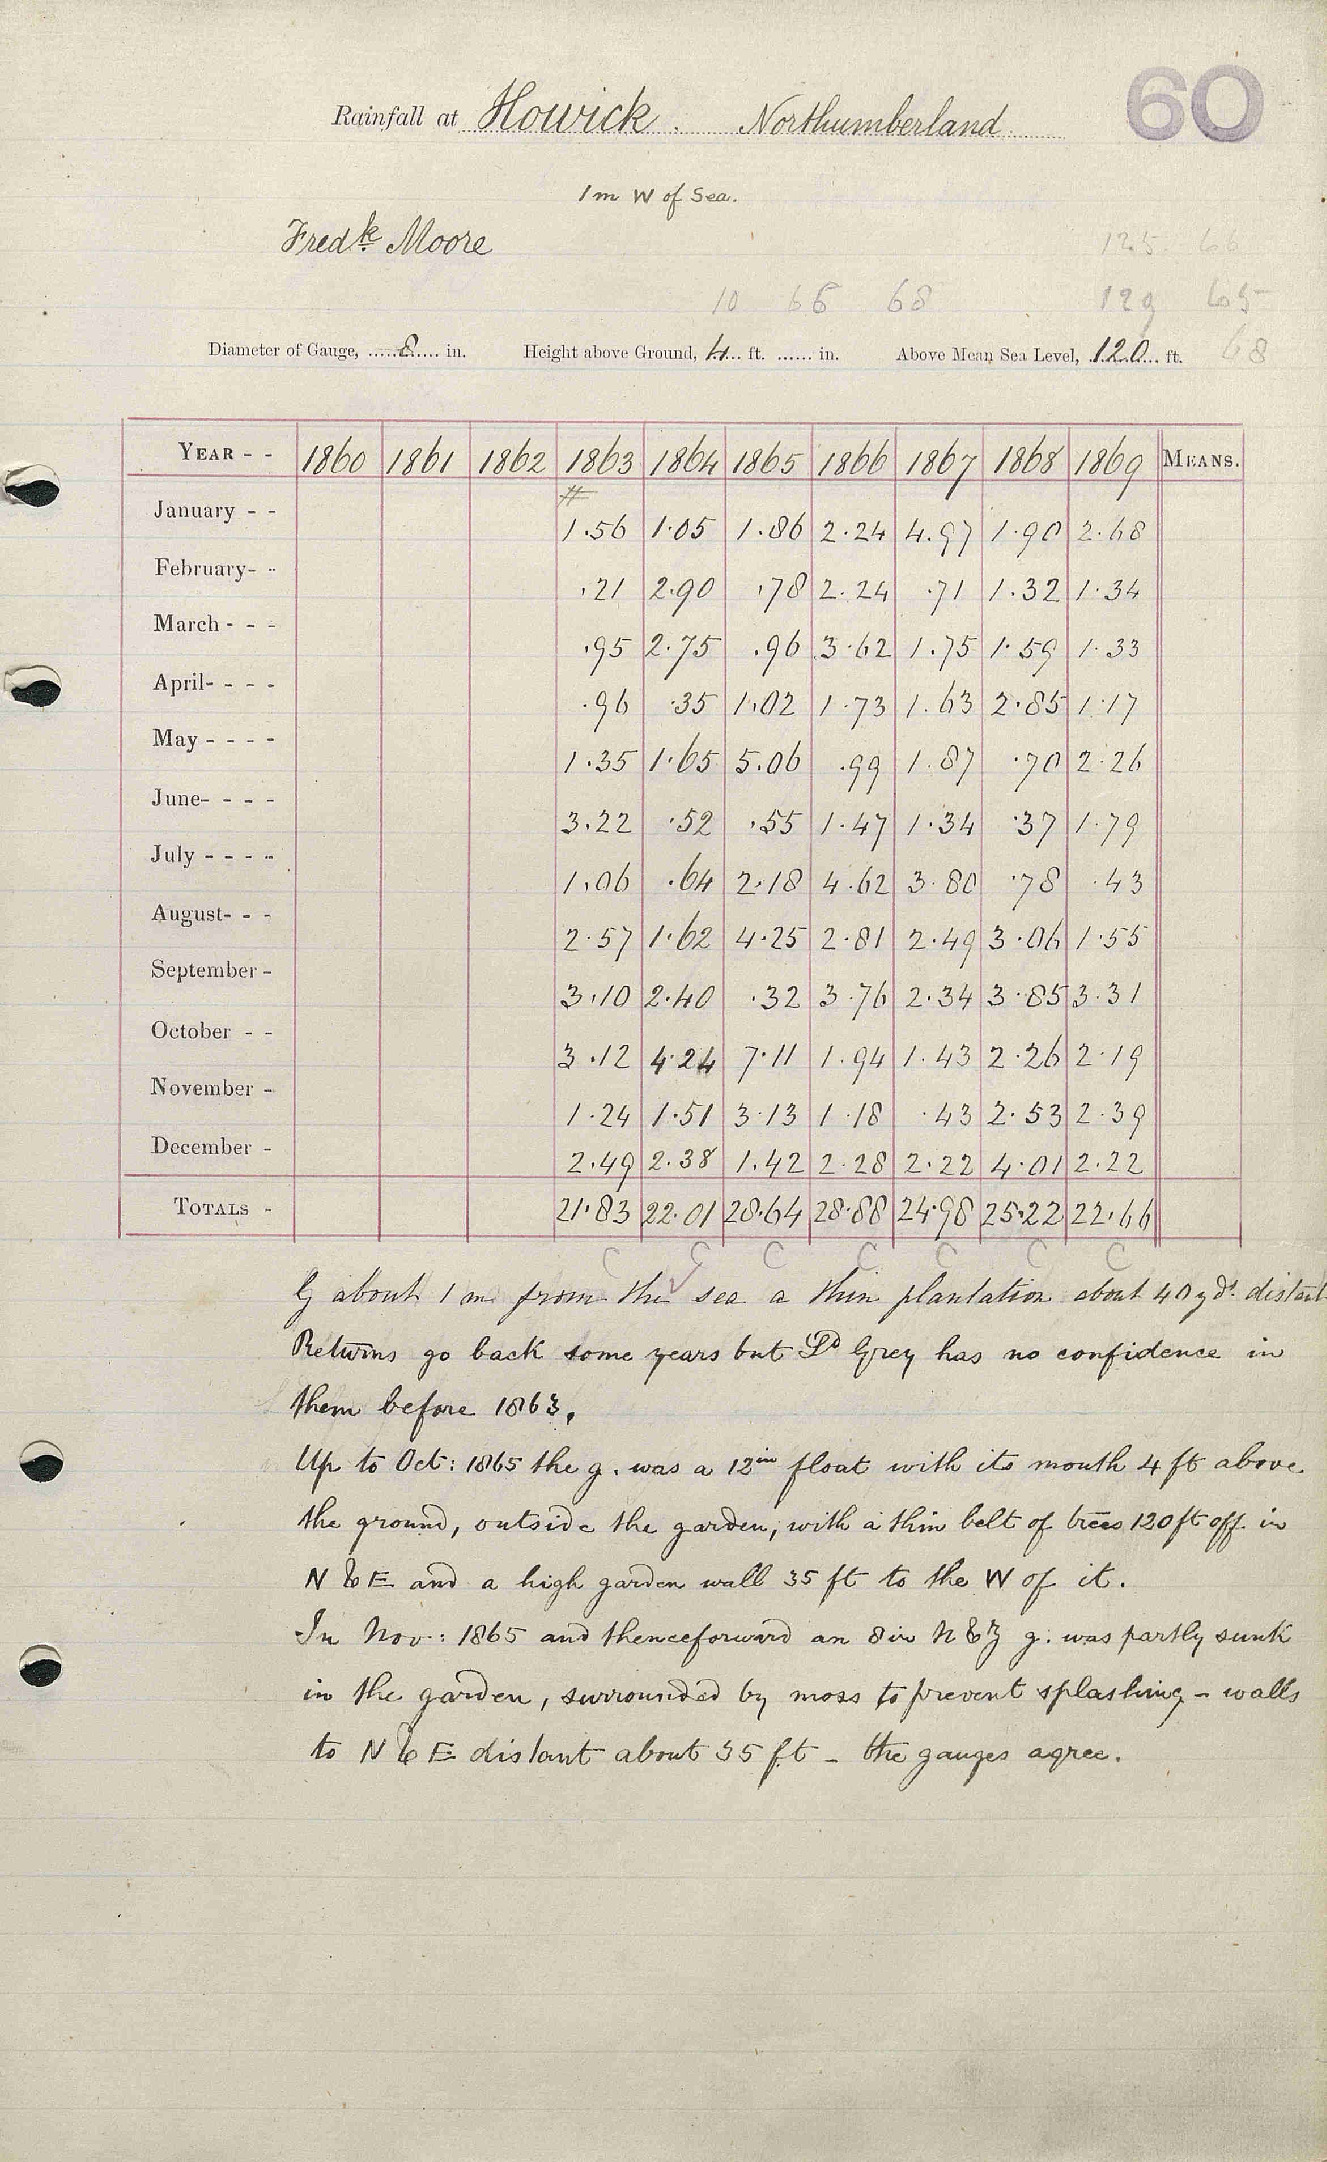 60
Rainfall at Howick. Northumberland.
1 m W of Sea.
Fredk. Moore
125 66
10 66 68 129 65
Diameter of Gauge, 8 in. Height above Ground, 4 ft. in. Above Mean Sea Level, 120 ft. 68
YEAR - - 1860 1861 1862 1863 1864 1865 1866 1867 1868 1869 MEANS.
#
January - - 1.56 1.05 1.86 2.24 4.97 1.90 2.68
February- - .21 2.90 .78 2.24 .71 1.32 1.34
March - - - .95 2.75 .96 3.62 1.75 1.59 1.33
April- - - - .96 .35 1.02 1.73 1.63 2.85 1.17
May - - - - 1.35 1.65 5.06 .99 1.87 .70 2.26
June- - - - 3.22 .52 .55 1.47 1.34 .37 1.79
July - - - - 1.06 .64 2.18 4.62 3.80 .78 .43
August- - - 2.57 1.62 4.25 2.81 2.49 3.06 1.55
September - 3.10 2.40 .32 3.76 2.34 3.85 3.31
October - - 3.12 4.24 7.11 1.94 1.43 2.26 2.19
November - 1.24 1.51 3.13 1.18 .43 2.53 2.39
December - 2.49 2.38 1.42 2.28 2.22 4.01 2.22
TOTALS - 21.83 22.01 28.64 28.88 24.98 25.22 22.66
C C C C C C C
G about 1 m from the sea a thin plantation about 40 yds. distant
Returns go back some years but Ld Grey has no confidence in
them before 1863.
Up to Oct: 1865 the g. was a 12in float with its mouth 4 ft above
the ground, outside the garden, with a thin belt of trees 120 ft off in
N & E and a high garden wall 35 ft to the W of it.
In Nov: 1865 and thenceforward an 8 in N & Z g. was partly sunk
in the garden, surrounded by moss to prevent splashing - walls
to N & E distant about 35 ft - the gauges agree.